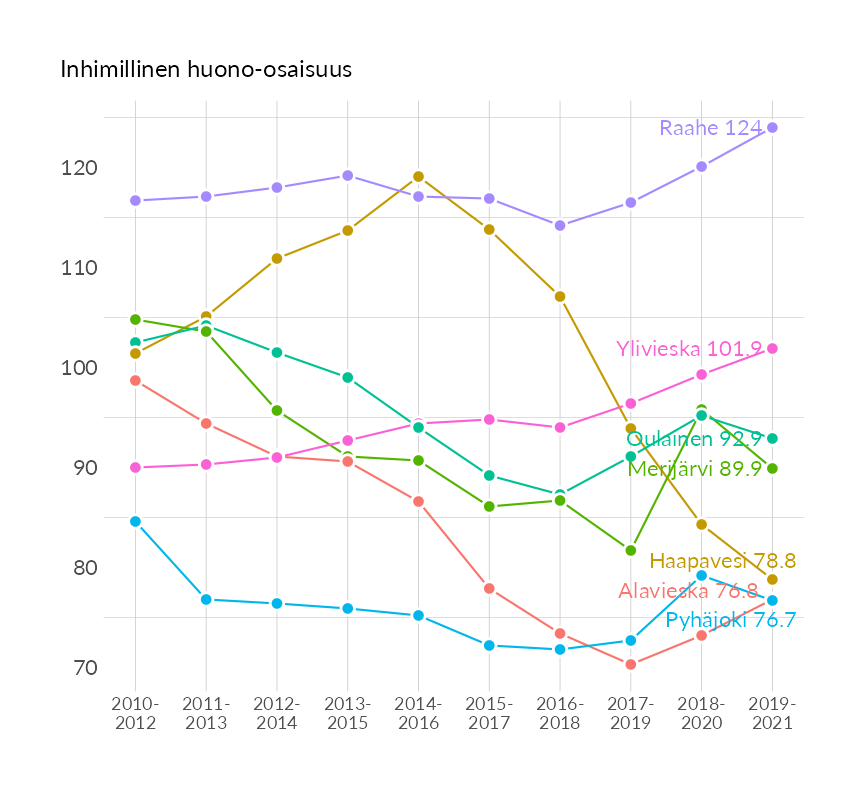 Inhimillinen huono-osaisuus
Raahe 124
120
110
Ylivieska 101.9
100
Oulainen 92.9
90
Merijärvi 89.9
Haapavesi 78.8
80
Alavieska 76.8
Pyhäjoki 76.7
70
2010- 2011- 2012- 2013- 2014- 2015- 2016- 2017- 2018- 2019-
2012 2013 2014 2015 2016 2017 2018 2019 2020 2021